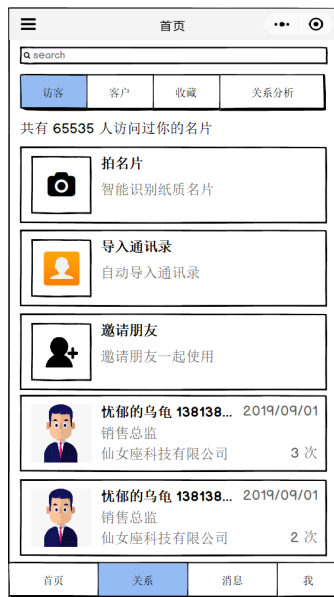 首页
search
访客 客户 收藏 关系分析
共有 65535 人访问过你的名片
拍名片
智能识别纸质名片
导入通讯录
自动导入通讯录
邀请朋友
邀请朋友一起使用
忧郁的乌龟 138138... 2019/09/01
销售总监
仙女座科技有限公司 3 次
忧郁的乌龟 138138... 2019/09/01
销售总监
仙女座科技有限公司 2 次
首页 关系 消息 我